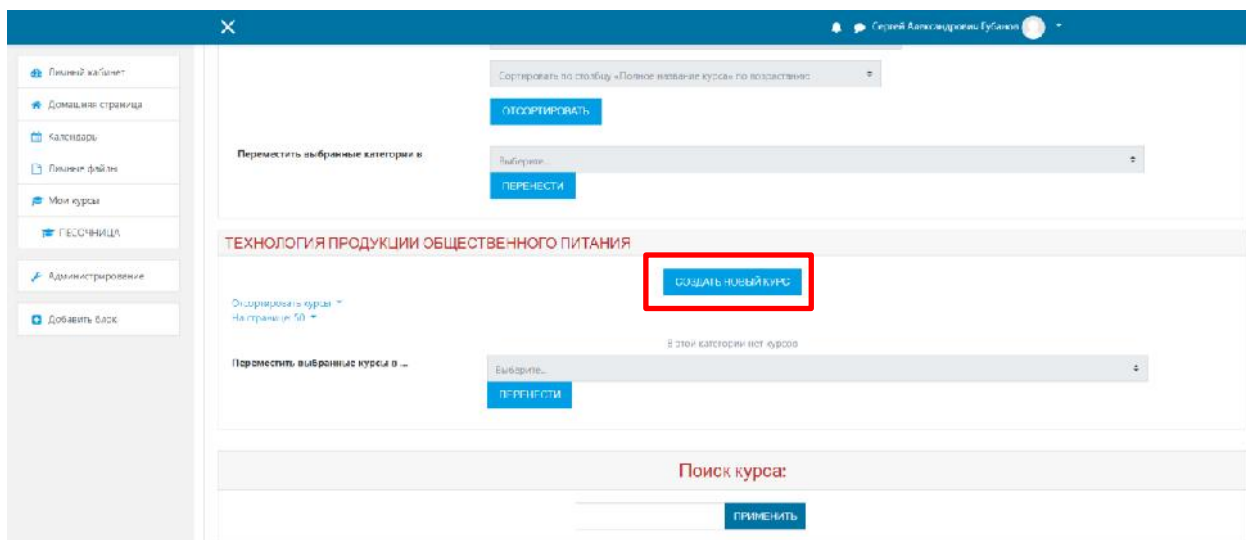 Сергей Александрович Губанов
Личный кабинет
Домашняя страница
Календарь
Личные файлы
Мои курсы
ПЕСОЧНИЦА
Администрирование
Добавить блок
Сортировать по столбцу «Полное название курса» по возрастанию
ОТСОРТИРОВАТЬ
Переместить выбранные категории в
Выберите...
ПЕРЕНЕСТИ
ТЕХНОЛОГИЯ ПРОДУКЦИИ ОБЩЕСТВЕННОГО ПИТАНИЯ
СОЗДАТЬ НОВЫЙ КУРС
Отсортировать курсы
На странице: 50
В этой категории нет курсов
Переместить выбранные курсы в ...
Выберите...
ПЕРЕНЕСТИ
Поиск курса:
ПРИМЕНИТЬ